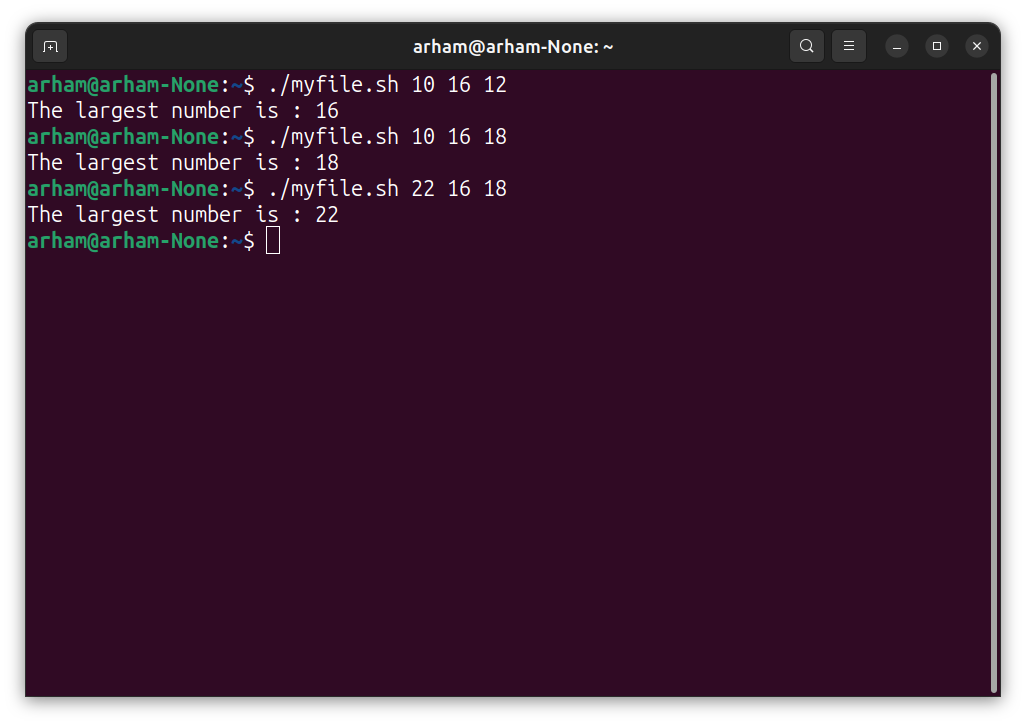 arham@arham-None: ~
arham@arham-None:~$ ./myfile.sh 10 16 12
The largest number is : 16
arham@arham-None:~$ ./myfile.sh 10 16 18
The largest number is : 18
arham@arham-None:~$ ./myfile.sh 22 16 18
The largest number is : 22
arham@arham-None:~$